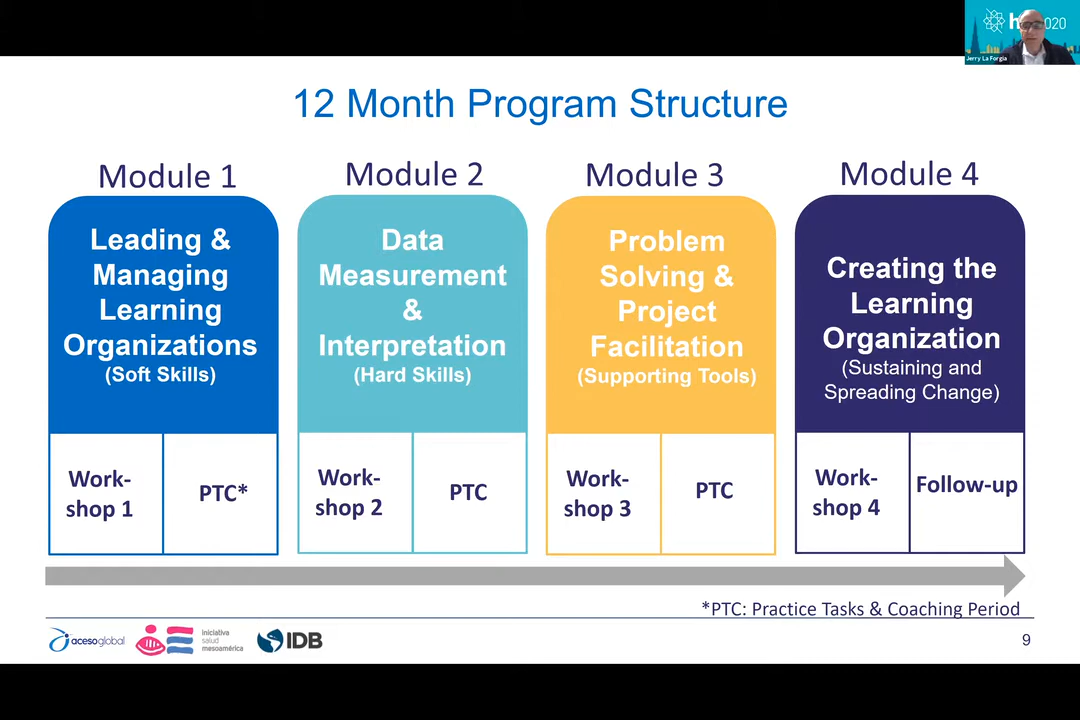 12 Month Program Structure
Module 1
Leading &
Managing
Learning
Organizations
(Soft Skills)
Work-
shop 1
PTC*
Module 2
Data
Measurement
&
Interpretation
(Hard Skills)
Work-
shop 2
PTC
Module 3
Problem
Solving &
Project
Facilitation
(Supporting Tools)
Work-
shop 3
PTC
Module 4
Creating the
Learning
Organization
(Sustaining and
Spreading Change)
Work-
shop 4
Follow-up
*PTC: Practice Tasks & Coaching Period
acesoglobal
iniciativa
salud
mesoamérica
IDB
9
Jerry La Forgia